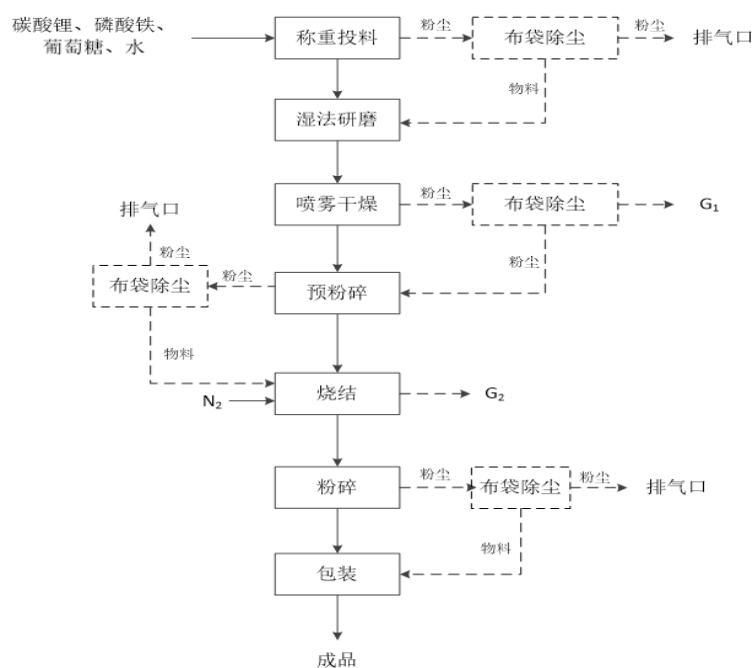 碳酸锂、磷酸铁、
葡萄糖、水
称重投料
粉尘
布袋除尘
粉尘
排气口
物料
湿法研磨
喷雾干燥
粉尘
布袋除尘
G₁
粉尘
排气口
粉尘
布袋除尘
粉尘
预粉碎
物料
N₂
烧结
G₂
粉碎
粉尘
布袋除尘
粉尘
排气口
物料
包装
成品